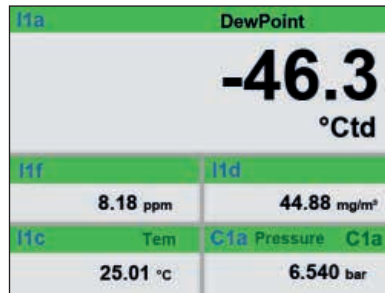 I1a DewPoint
-46.3
°Ctd
I1f I1d
8.18 ppm 44.88 mg/m³
I1c Tem C1a Pressure C1a
25.01 °C 6.540 bar